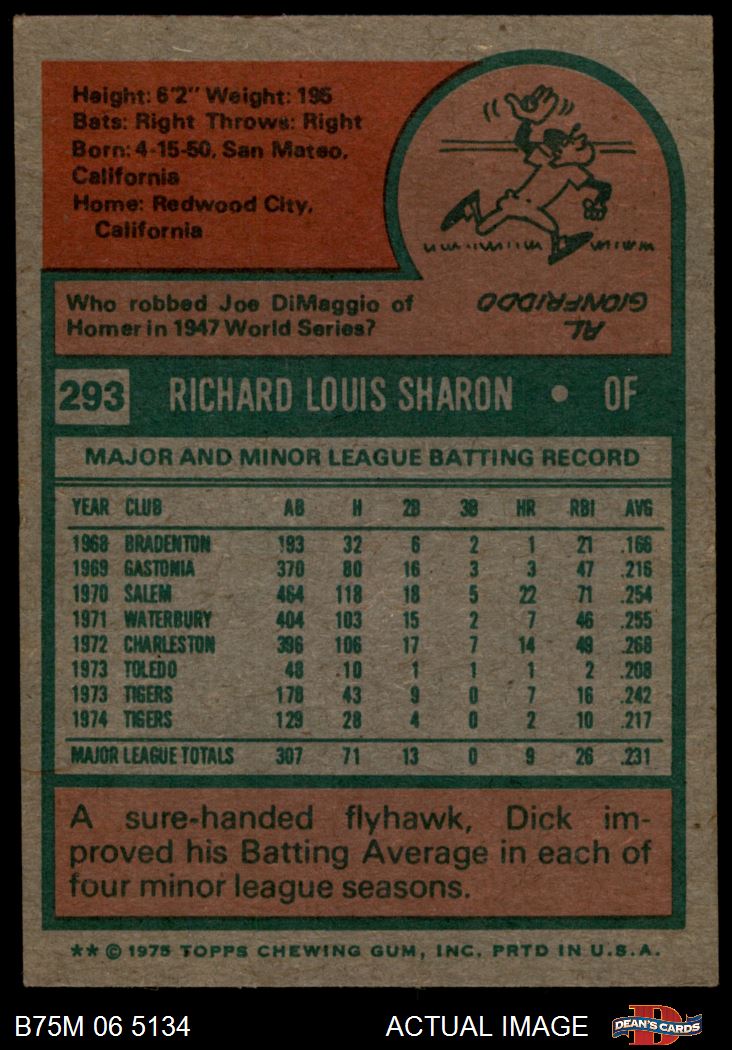 Height: 6'2" Weight: 195
Bats: Right Throws: Right
Born: 4-15-50, San Mateo,
California
Home: Redwood City,
California
Who robbed Joe DiMaggio of
Homer in 1947 World Series?
AL
GIONFRIDDO
293 RICHARD LOUIS SHARON • OF
MAJOR AND MINOR LEAGUE BATTING RECORD
YEAR CLUB AB H 2B 3B HR RBI AVG
1968 BRADENTON 193 32 6 2 1 21 .166
1969 GASTONIA 370 80 16 3 3 47 .216
1970 SALEM 464 118 18 5 22 71 .254
1971 WATERBURY 404 103 15 2 7 46 .255
1972 CHARLESTON 396 106 17 7 14 49 .268
1973 TOLEDO 48 10 1 1 1 2 .208
1973 TIGERS 178 43 9 0 7 16 .242
1974 TIGERS 129 28 4 0 2 10 .217
MAJOR LEAGUE TOTALS 307 71 13 0 9 26 .231
A sure-handed flyhawk, Dick im-
proved his Batting Average in each of
four minor league seasons.
** © 1975 TOPPS CHEWING GUM, INC. PRTD IN U.S.A.
B75M 06 5134 ACTUAL IMAGE D DEAN'S CARDS